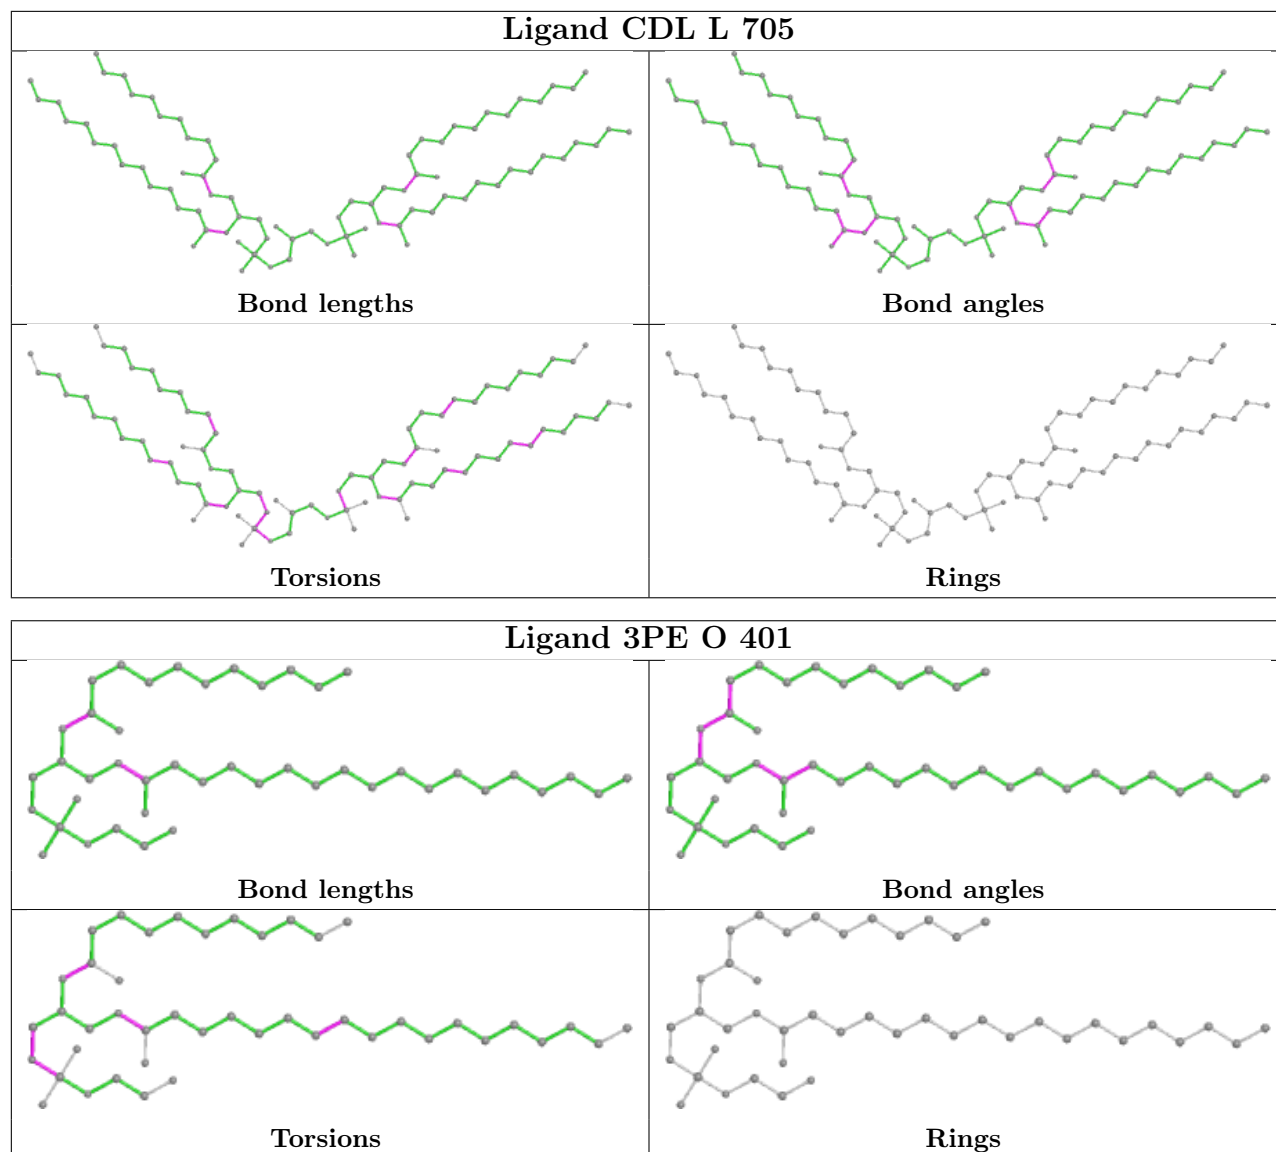 Ligand CDL L 705
Bond lengths
Bond angles
Torsions
Rings
Ligand 3PE O 401
Bond lengths
Bond angles
Torsions
Rings